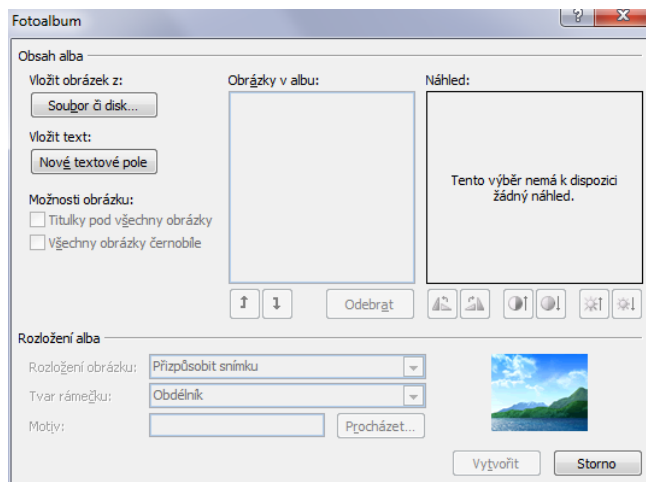 Fotoalbum
Obsah alba
Vložit obrázek z:
Soubor či disk...
Vložit text:
Nové textové pole
Možnosti obrázku:
Titulky pod všechny obrázky
Všechny obrázky černobíle
Obrázky v albu:
Odebrat
Náhled:
Tento výběr nemá k dispozici
žádný náhled.
Rozložení alba
Rozložení obrázku: Přizpůsobit snímku
Tvar rámečku: Obdélník
Motiv: Procházet...
Vytvořit Storno